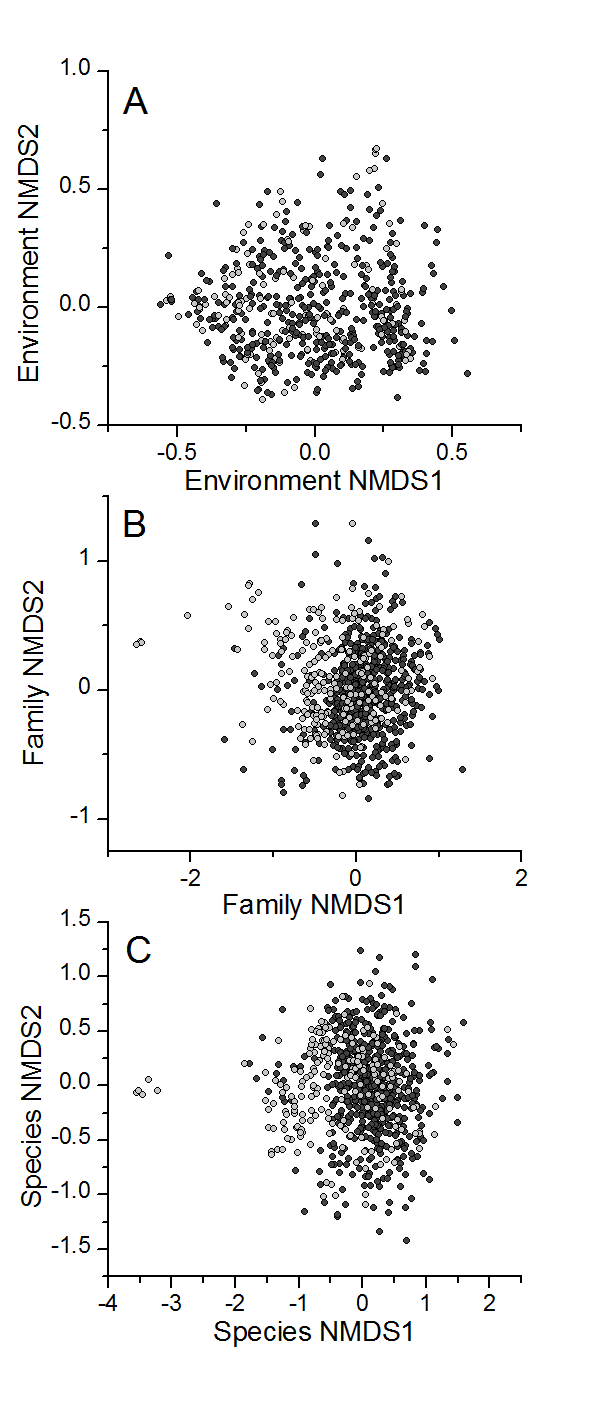 A
1.0
0.5
0.0
-0.5
Environment NMDS2
-0.5 0.0 0.5
Environment NMDS1
B
1
0
-1
Family NMDS2
-2 0 2
Family NMDS1
C
1.5
1.0
0.5
0.0
-0.5
-1.0
-1.5
Species NMDS2
-4 -3 -2 -1 0 1 2
Species NMDS1